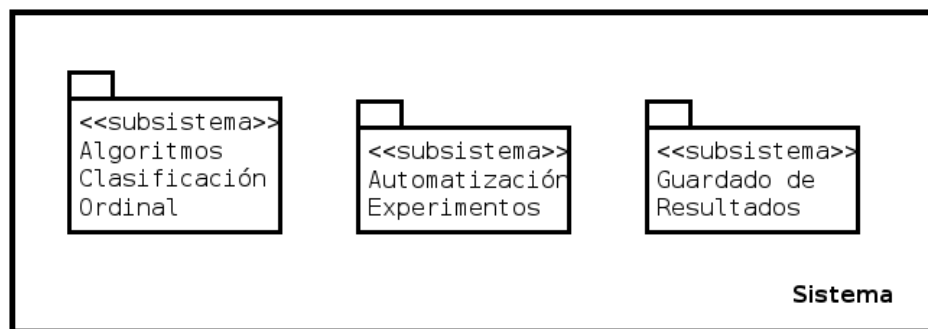 <<subsistema>>
Algoritmos
Clasificación
Ordinal
<<subsistema>>
Automatización
Experimentos
<<subsistema>>
Guardado de
Resultados
Sistema